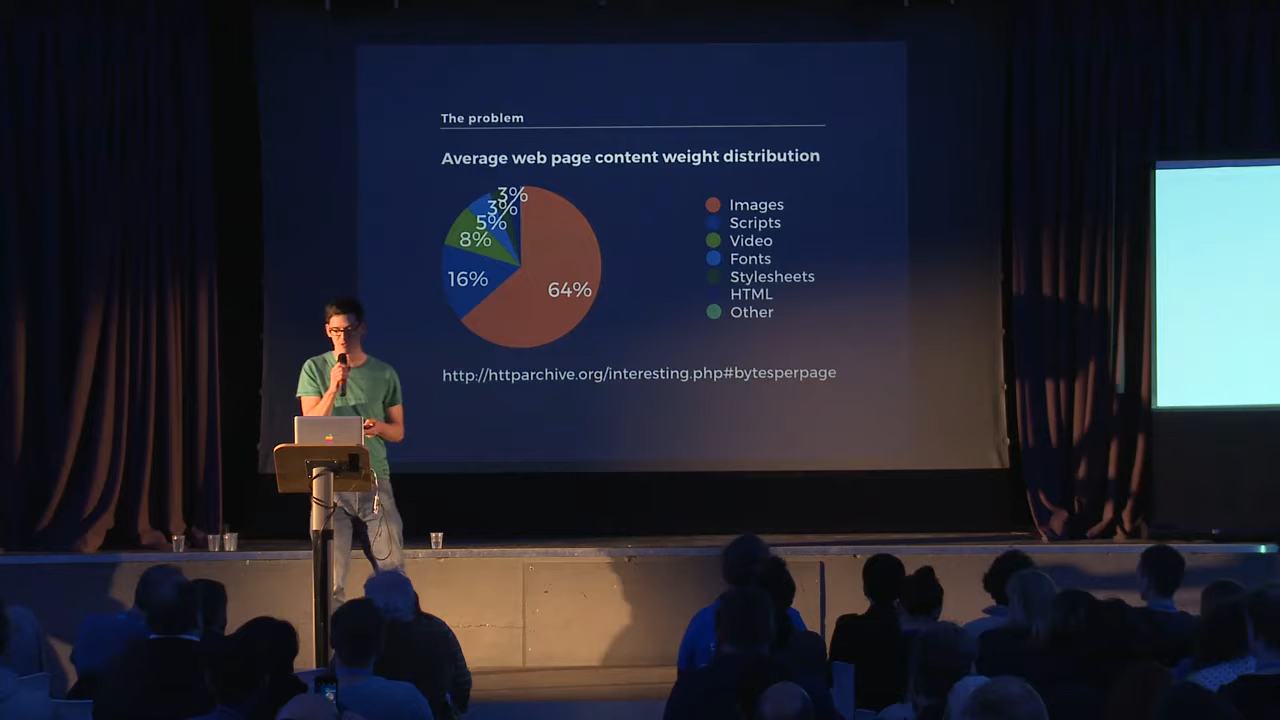 The problem
Average web page content weight distribution
3%
3%
5%
8%
16%
64%
Images
Scripts
Video
Fonts
Stylesheets
HTML
Other
http://httparchive.org/interesting.php#bytesperpage